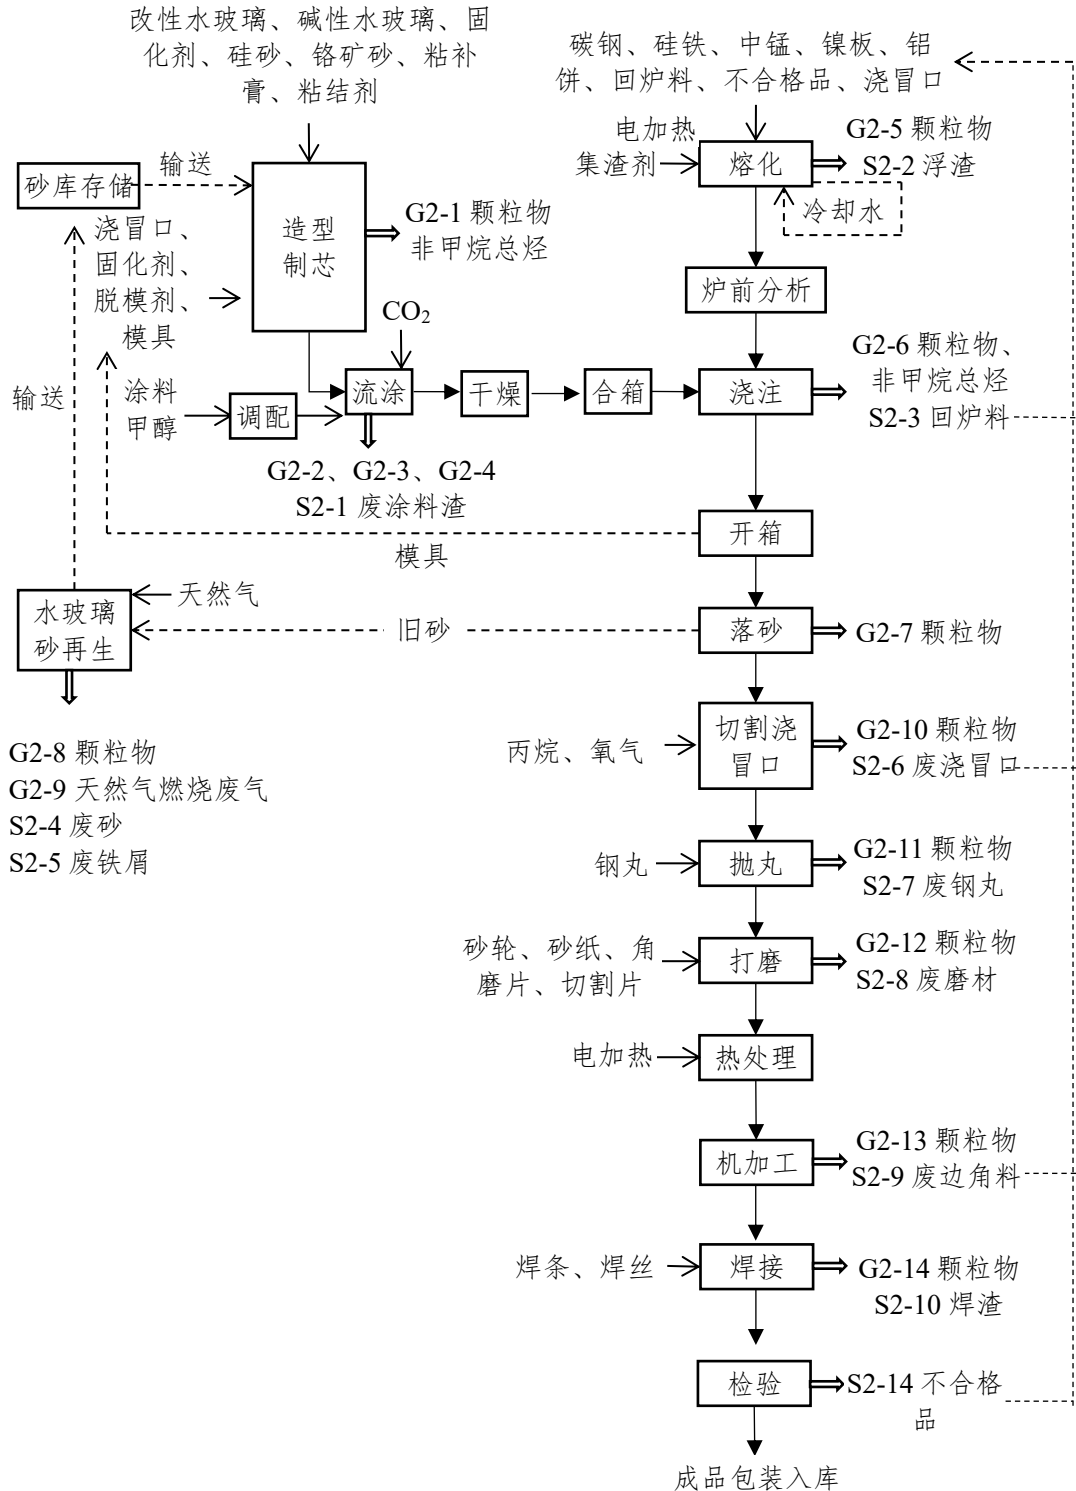 改性水玻璃、碱性水玻璃、固
化剂、硅砂、铬矿砂、粘补
膏、粘结剂
碳钢、硅铁、中锰、镍板、铝
饼、回炉料、不合格品、浇冒口
电加热
集渣剂
熔化
G2-5 颗粒物
S2-2 浮渣
冷却水
砂库存储
输送
造型
制芯
G2-1 颗粒物
非甲烷总烃
浇冒口、
固化剂、
脱模剂、
模具
炉前分析
CO₂
输送
涂料
甲醇
调配
流涂
干燥
合箱
浇注
G2-6 颗粒物、
非甲烷总烃
S2-3 回炉料
G2-2、G2-3、G2-4
S2-1 废涂料渣
开箱
模具
水玻璃
砂再生
天然气
旧砂
落砂
G2-7 颗粒物
G2-8 颗粒物
G2-9 天然气燃烧废气
S2-4 废砂
S2-5 废铁屑
丙烷、氧气
切割浇
冒口
G2-10 颗粒物
S2-6 废浇冒口
钢丸
抛丸
G2-11 颗粒物
S2-7 废钢丸
砂轮、砂纸、角
磨片、切割片
打磨
G2-12 颗粒物
S2-8 废磨材
电加热
热处理
机加工
G2-13 颗粒物
S2-9 废边角料
焊条、焊丝
焊接
G2-14 颗粒物
S2-10 焊渣
检验
S2-14 不合格
品
成品包装入库